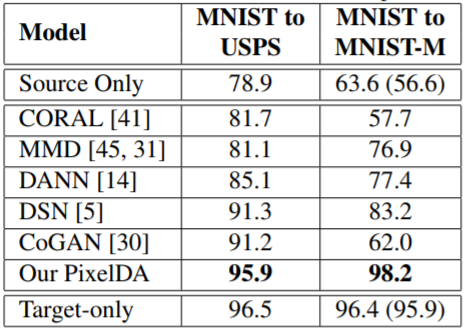 Model MNIST to USPS MNIST to MNIST-M
Source Only 78.9 63.6 (56.6)
CORAL [41] 81.7 57.7
MMD [45, 31] 81.1 76.9
DANN [14] 85.1 77.4
DSN [5] 91.3 83.2
CoGAN [30] 91.2 62.0
Our PixelDA 95.9 98.2
Target-only 96.5 96.4 (95.9)